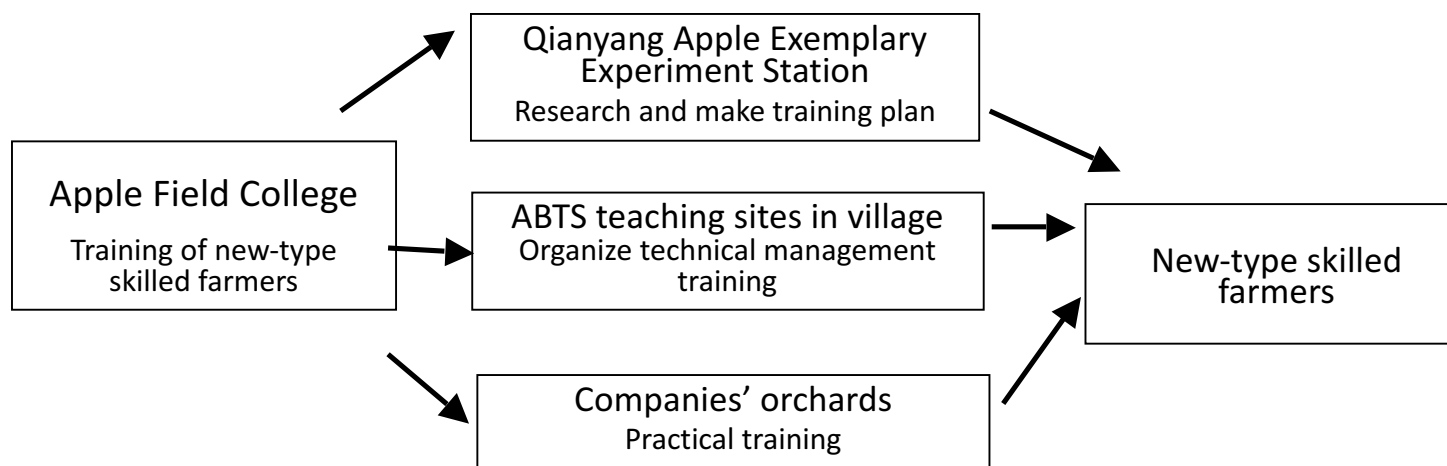 Qianyang Apple Exemplary
Experiment Station
Research and make training plan
Apple Field College
Training of new-type
skilled farmers
ABTS teaching sites in village
Organize technical management
training
New-type skilled
farmers
Companies’ orchards
Practical training